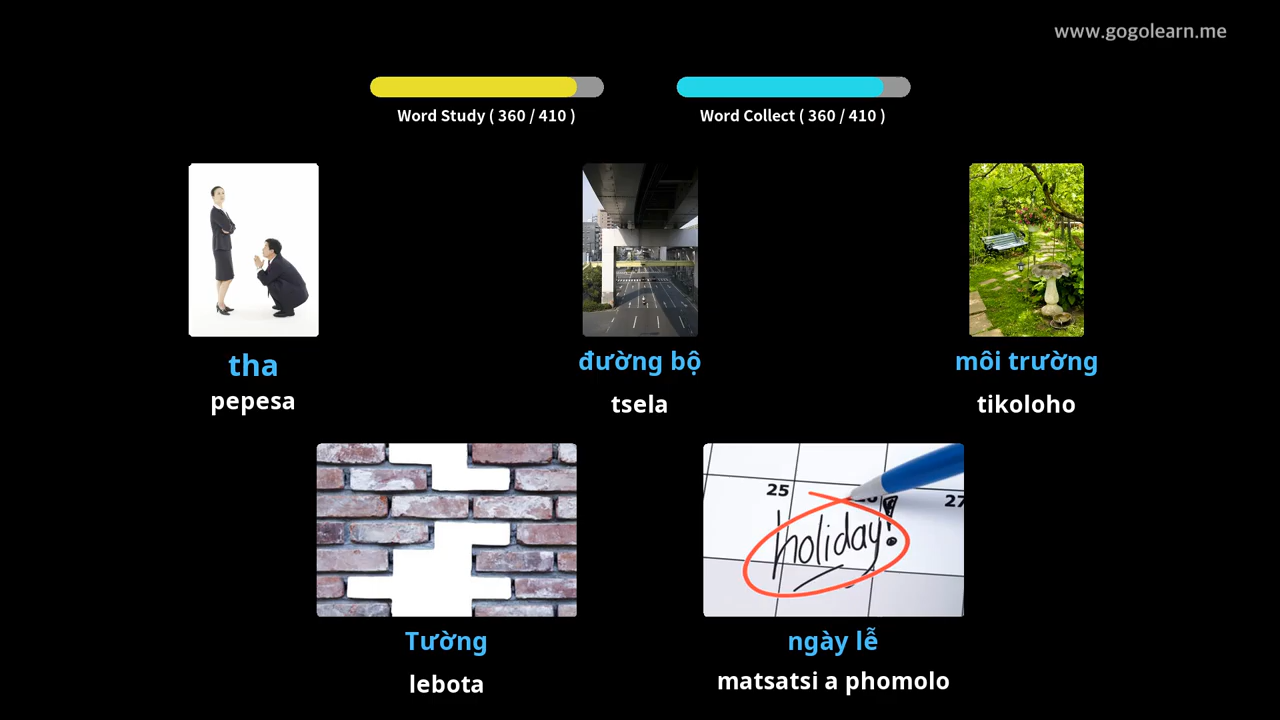 www.gogolearn.me
Word Study ( 360 / 410 )
Word Collect ( 360 / 410 )
tha
pepesa
đường bộ
tsela
môi trường
tikoloho
25
27
holiday!
Tường
lebota
ngày lễ
matsatsi a phomolo